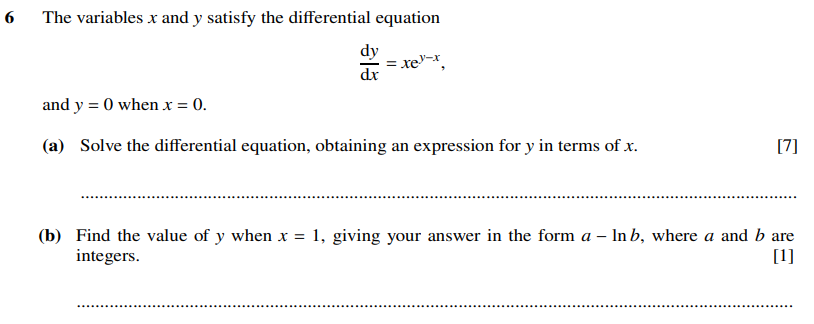 6 The variables x and y satisfy the differential equation
dy/dx = xe^{y−x},
and y = 0 when x = 0.
(a) Solve the differential equation, obtaining an expression for y in terms of x. [7]
(b) Find the value of y when x = 1, giving your answer in the form a − ln b, where a and b are
integers. [1]